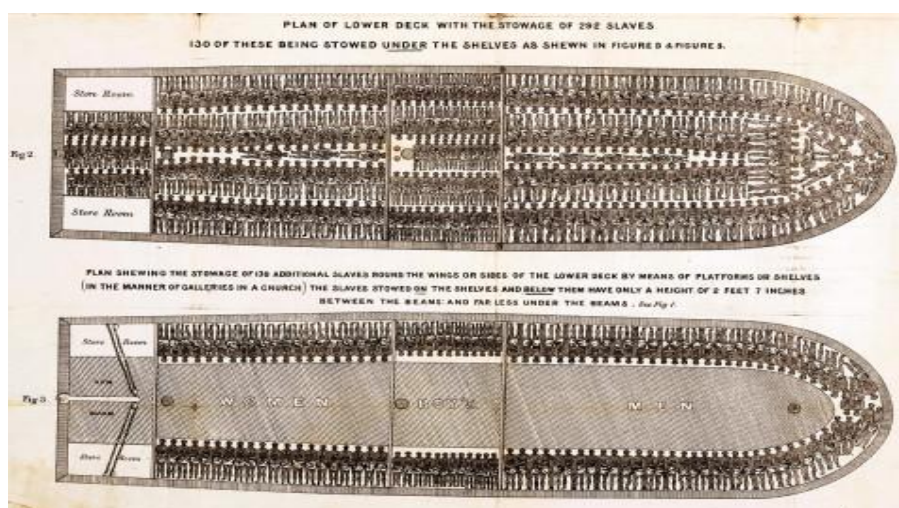 PLAN OF LOWER DECK WITH THE STOWAGE OF 292 SLAVES
130 OF THESE BEING STOWED UNDER THE SHELVES AS SHEWN IN FIGURE B & FIGURE 5.
Store Room
Fig 2.
Store Room
PLAN SHEWING THE STOWAGE OF 130 ADDITIONAL SLAVES ROUND THE WINGS OR SIDES OF THE LOWER DECK BY MEANS OF PLATFORMS OR SHELVES
(IN THE MANNER OF GALLERIES IN A CHURCH) THE SLAVES STOWED ON THE SHELVES AND BELOW THEM HAVE ONLY A HEIGHT OF 2 FEET 7 INCHES
BETWEEN THE BEAMS: AND FAR LESS UNDER THE BEAMS. See Fig 1.
Store Room
Fig 3
WOMEN BOYS MEN
Store Room